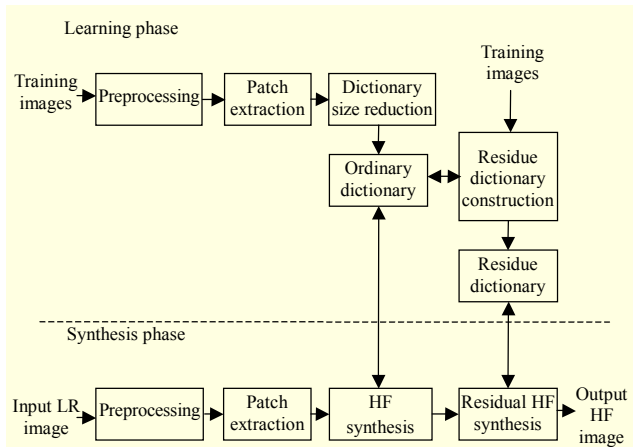 Learning phase
Training
images
Preprocessing
Patch
extraction
Dictionary
size reduction
Training
images
Ordinary
dictionary
Residue
dictionary
construction
Residue
dictionary
Synthesis phase
Input LR
image
Preprocessing
Patch
extraction
HF
synthesis
Residual HF
synthesis
Output
HF
image